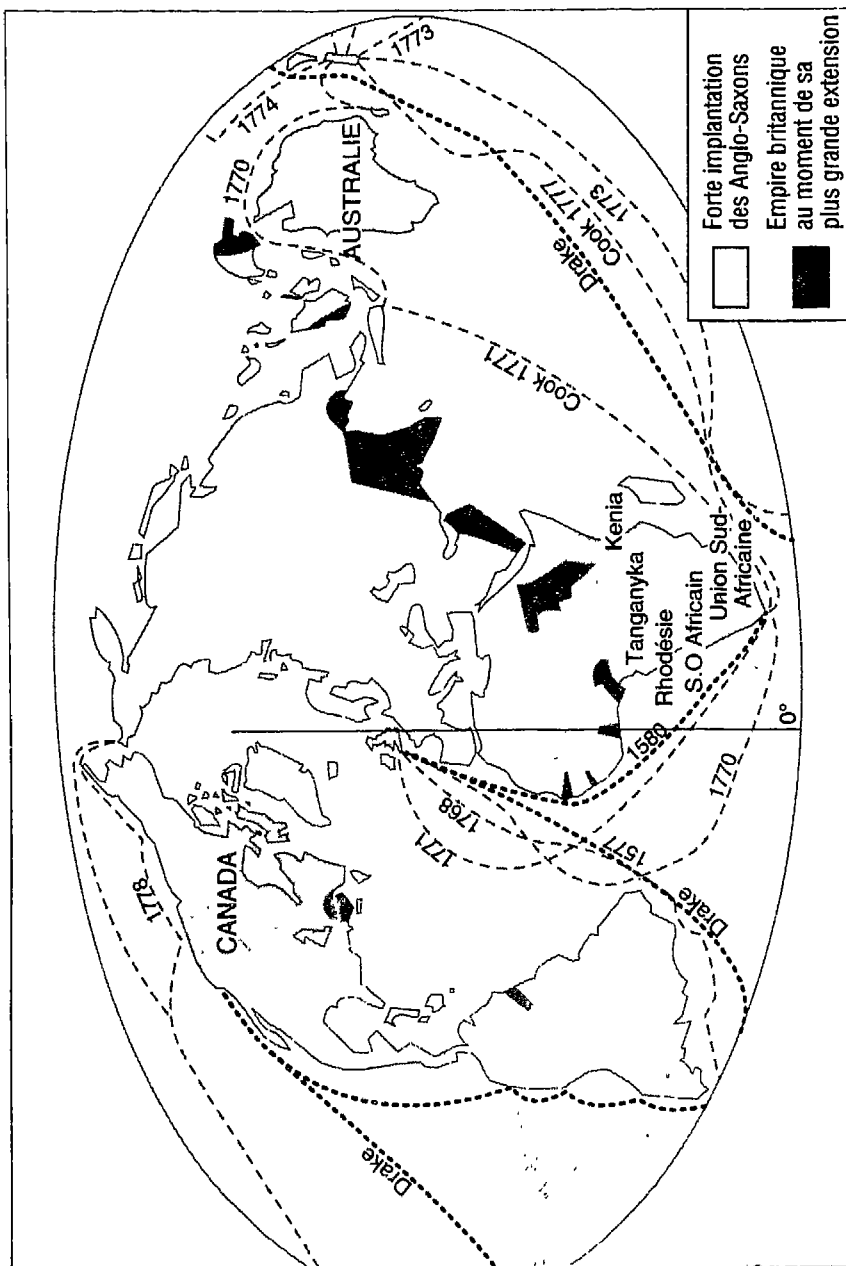 1773
1774
1770
AUSTRALIE
Drake
Cook 1777
1773
Cook 1771
Kenia
Tanganyka
Rhodésie
S.O Africain
Union Sud-
Africaine
0°
1580
1770
1768
1771
1577
Drake
CANADA
1778
Drake
Forte implantation
des Anglo-Saxons
Empire britannique
au moment de sa
plus grande extension